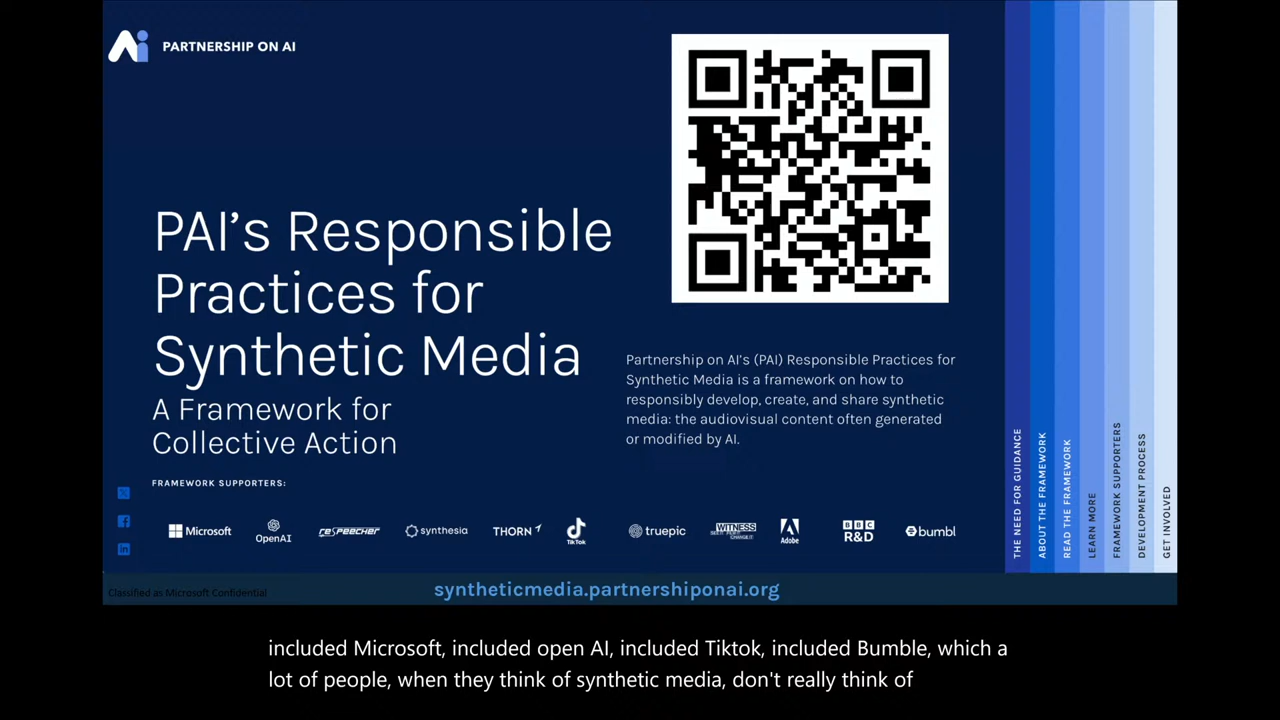 PARTNERSHIP ON AI
PAI's Responsible
Practices for
Synthetic Media
A Framework for
Collective Action
Partnership on AI's (PAI) Responsible Practices for
Synthetic Media is a framework on how to
responsibly develop, create, and share synthetic
media: the audiovisual content often generated
or modified by AI.
FRAMEWORK SUPPORTERS:
Microsoft
OpenAI
RESPEECHER
synthesia
THORN
TikTok
truepic
WITNESS
Adobe
BBC
R&D
bumbl
THE NEED FOR GUIDANCE
ABOUT THE FRAMEWORK
READ THE FRAMEWORK
LEARN MORE
FRAMEWORK SUPPORTERS
DEVELOPMENT PROCESS
GET INVOLVED
Classified as Microsoft Confidential
syntheticmedia.partnershiponai.org
included Microsoft, included open AI, included Tiktok, included Bumble, which a
lot of people, when they think of synthetic media, don't really think of